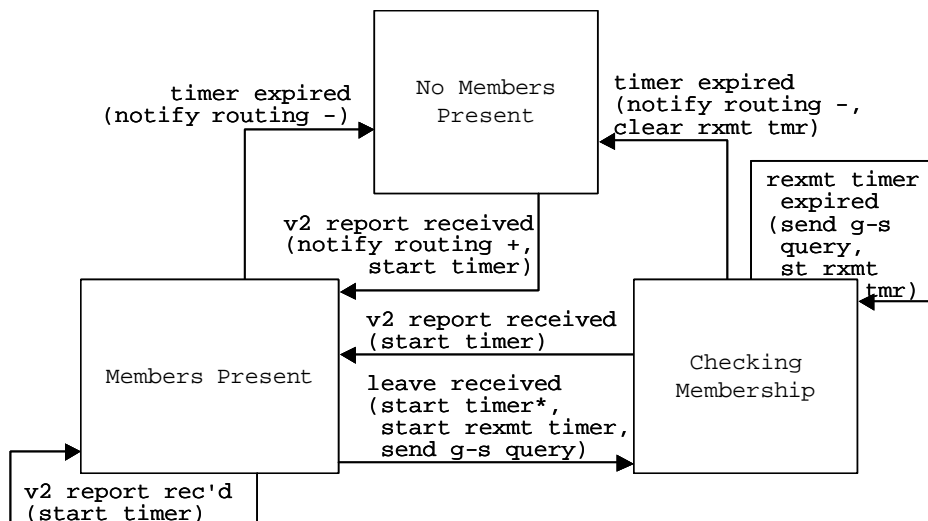 No Members
Present
timer expired
(notify routing -)
timer expired
(notify routing -,
clear rxmt tmr)
rexmt timer
expired
(send g-s
query,
st rxmt
tmr)
v2 report received
(notify routing +,
start timer)
v2 report received
(start timer)
Members Present
Checking
Membership
leave received
(start timer*,
start rexmt timer,
send g-s query)
v2 report rec'd
(start timer)